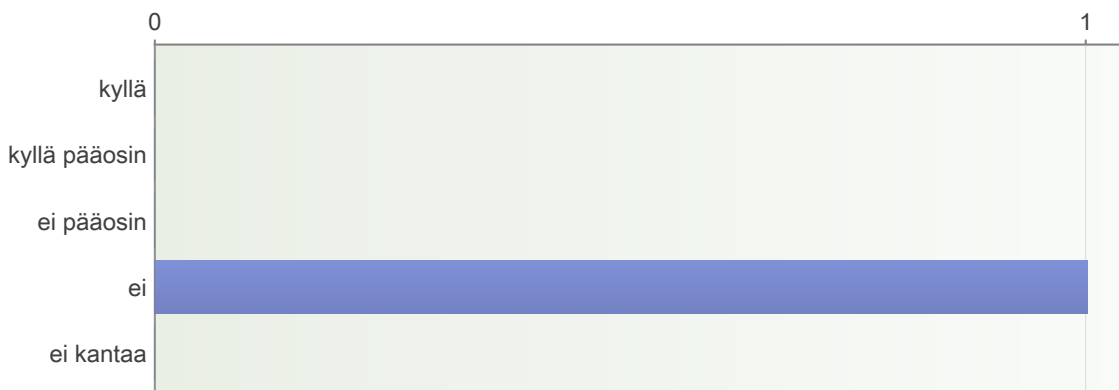 0 1
kyllä
kyllä pääosin
ei pääosin
ei
ei kantaa